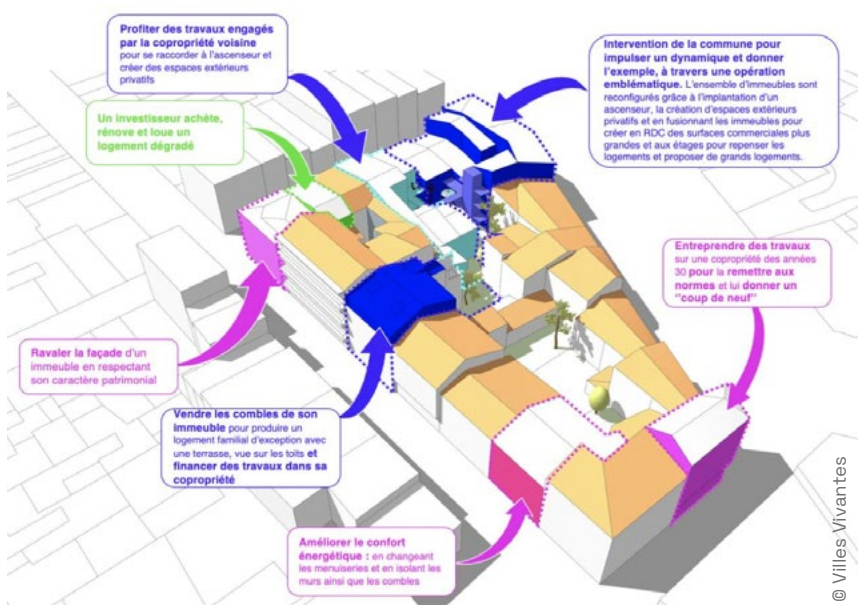 Profiter des travaux engagés
par la copropriété voisine
pour se raccorder à l'ascenseur et
créer des espaces extérieurs
privatifs
Intervention de la commune pour
impulser un dynamique et donner
l'exemple, à travers une opération
emblématique. L'ensemble d'immeubles sont
reconfigurés grâce à l'implantation d'un
ascenseur, la création d'espaces extérieurs
privatifs et en fusionnant les immeubles pour
créer en RDC des surfaces commerciales plus
grandes et aux étages pour repenser les
logements et proposer de grands logements.
Un investisseur achète,
rénove et loue un
logement dégradé
Entreprendre des travaux
sur une copropriété des années
30 pour la remettre aux
normes et lui donner un
"coup de neuf"
Ravaler la façade d'un
immeuble en respectant
son caractère patrimonial
Vendre les combles de son
immeuble pour produire un
logement familial d'exception avec
une terrasse, vue sur les toits et
financer des travaux dans sa
copropriété
Améliorer le confort
énergétique : en changeant
les menuiseries et en isolant les
murs ainsi que les combles
© Villes Vivantes